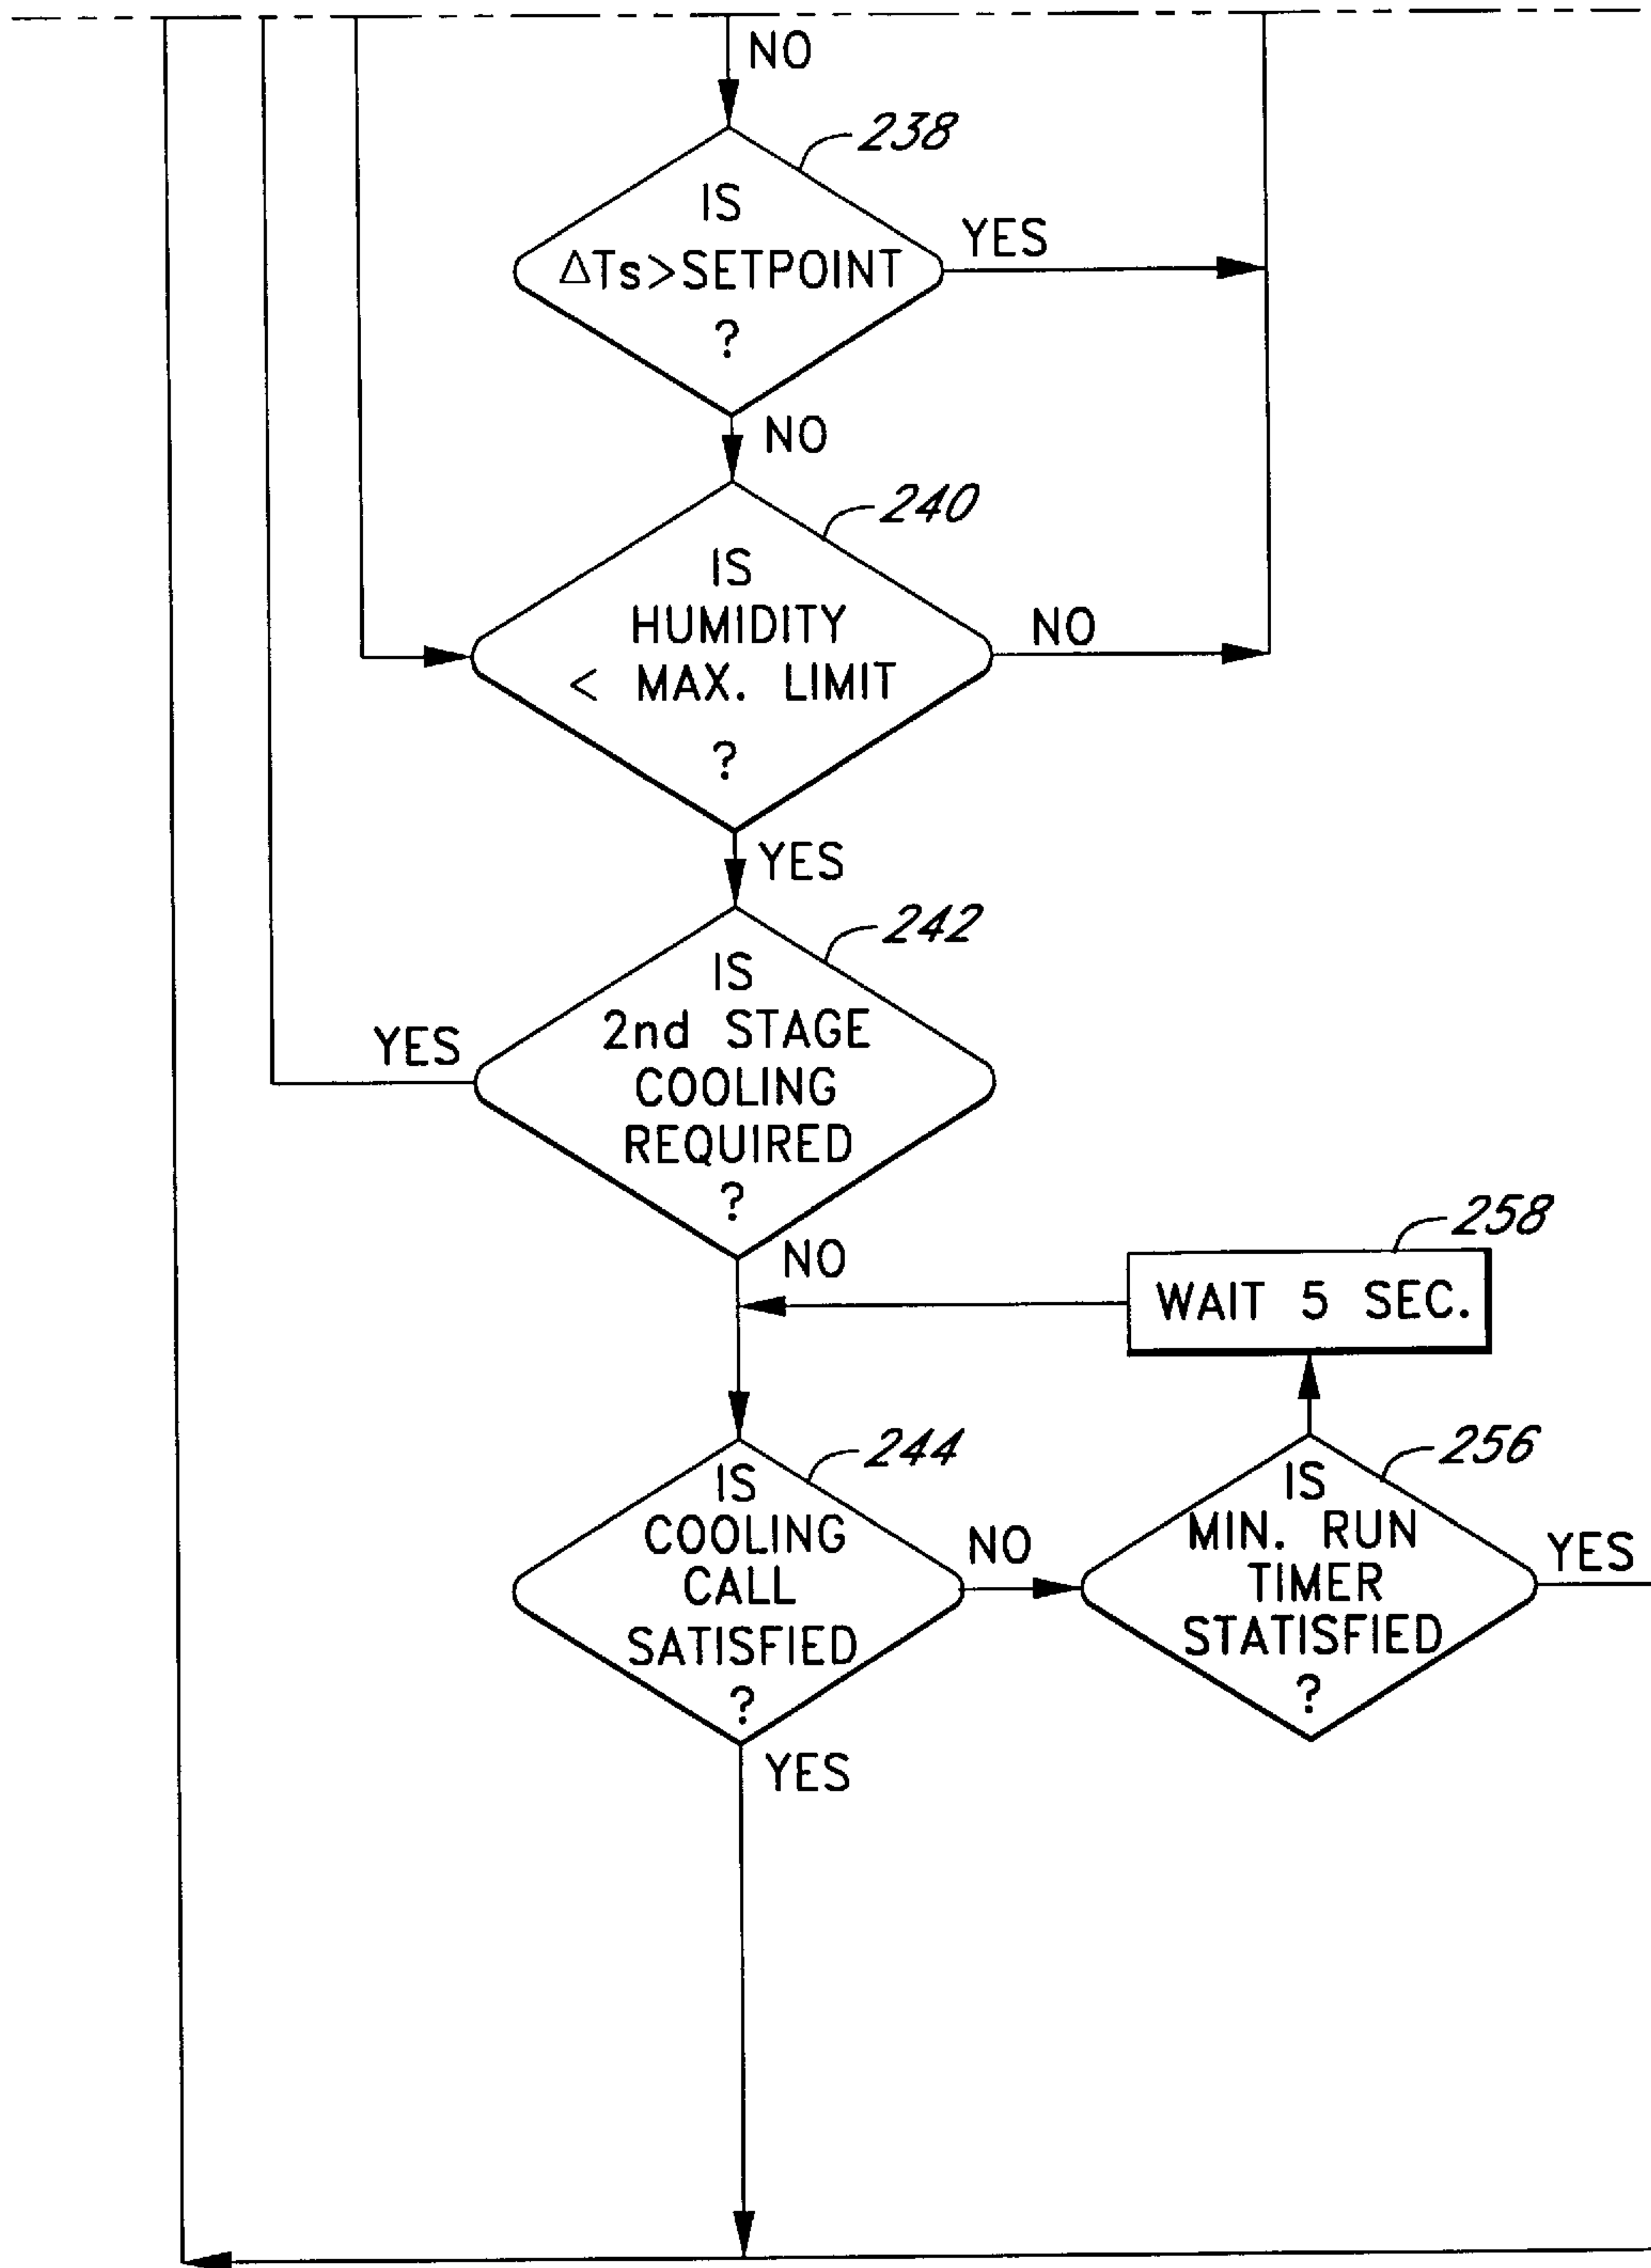 NO
238
IS
ΔTs>SETPOINT
?
YES
NO
240
IS
HUMIDITY
< MAX. LIMIT
?
NO
YES
242
IS
2nd STAGE
COOLING
REQUIRED
?
YES
NO
258
WAIT 5 SEC.
244
IS
COOLING
CALL
SATISFIED
?
NO
256
IS
MIN. RUN
TIMER
STATISFIED
?
YES
YES